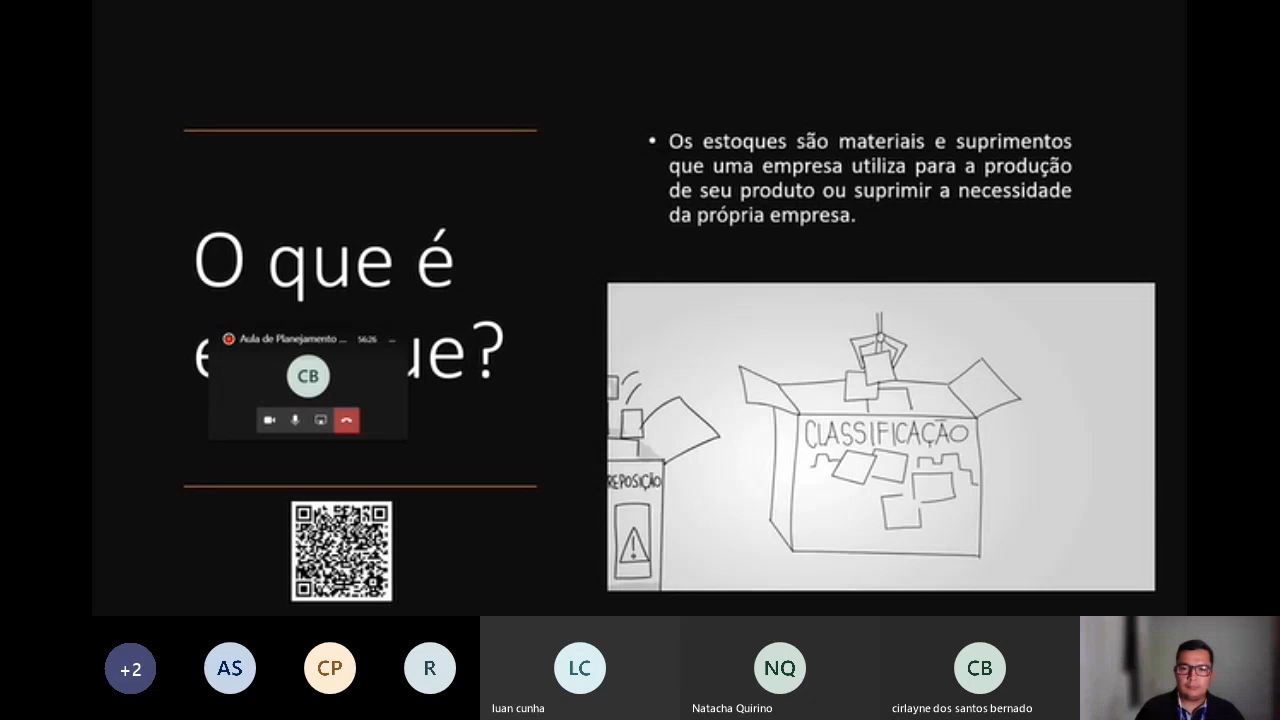 Os estoques são materiais e suprimentos
que uma empresa utiliza para a produção
de seu produto ou suprimir a necessidade
da própria empresa.
O que é
ue?
Aula de Planejamento ... 56:26 ...
CB
CLASSIFICAÇÃO
REPOSIÇÃO
!
+2
AS
CP
R
LC
NQ
CB
luan cunha
Natacha Quirino
cirlayne dos santos bernado